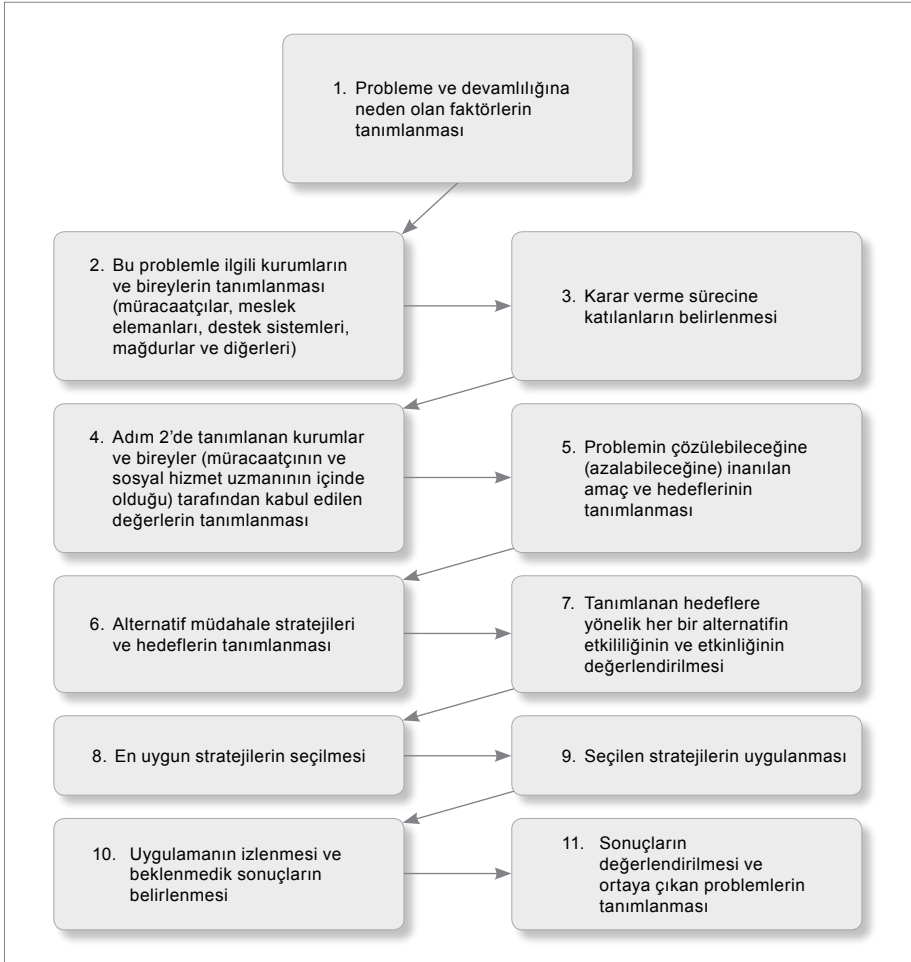 1. Probleme ve devamlılığına
neden olan faktörlerin
tanımlanması
2. Bu problemle ilgili kurumların
ve bireylerin tanımlanması
(müracaatçılar, meslek
elemanları, destek sistemleri,
mağdurlar ve diğerleri)
3. Karar verme sürecine
katılanların belirlenmesi
4. Adım 2’de tanımlanan kurumlar
ve bireyler (müracaatçının ve
sosyal hizmet uzmanının içinde
olduğu) tarafından kabul edilen
değerlerin tanımlanması
5. Problemin çözülebileceğine
(azalabileceğine) inanılan
amaç ve hedeflerinin
tanımlanması
6. Alternatif müdahale stratejileri
ve hedeflerin tanımlanması
7. Tanımlanan hedeflere
yönelik her bir alternatifin
etkililiğinin ve etkinliğinin
değerlendirilmesi
8. En uygun stratejilerin seçilmesi
9. Seçilen stratejilerin uygulanması
10. Uygulamanın izlenmesi ve
beklenmedik sonuçların
belirlenmesi
11. Sonuçların
değerlendirilmesi ve
ortaya çıkan problemlerin
tanımlanması